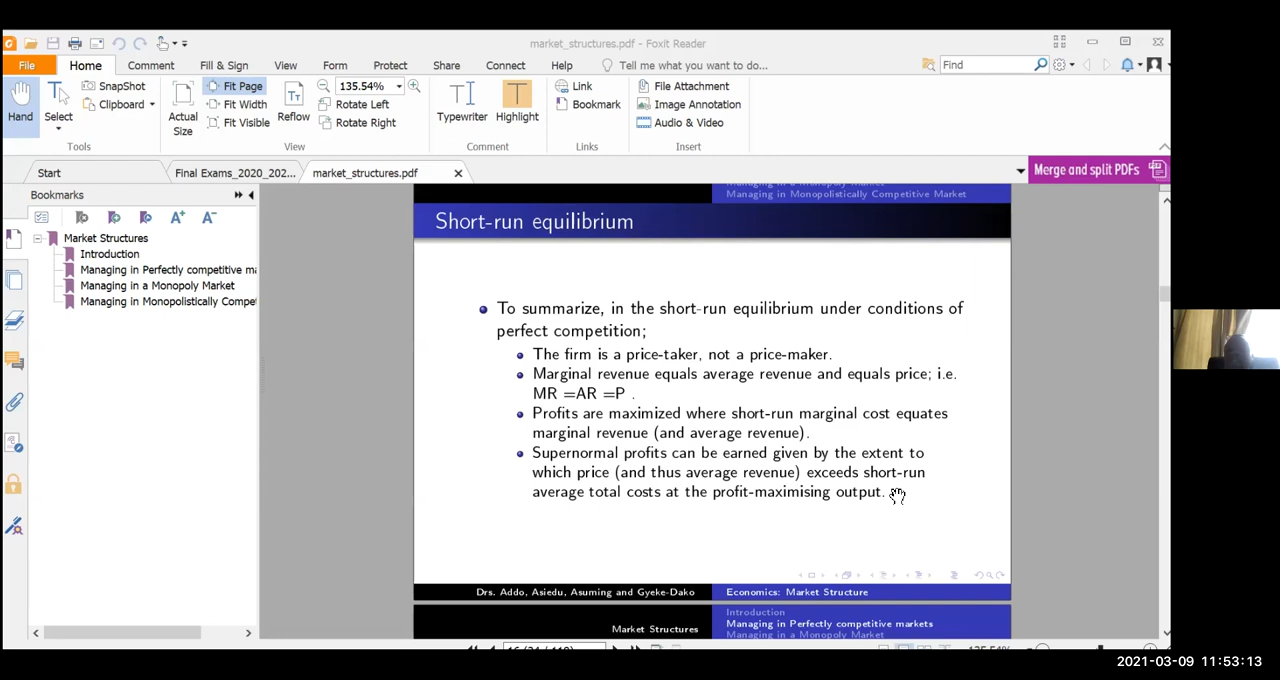 market_structures.pdf - Foxit Reader
File Home Comment Fill & Sign View Form Protect Share Connect Help Tell me what you want to do... Find
Hand
Select
SnapShot
Clipboard
Actual Size
Fit Page
Fit Width
Fit Visible
Reflow
135.54%
Rotate Left
Rotate Right
Typewriter
Highlight
Link
Bookmark
File Attachment
Image Annotation
Audio & Video
Tools View Comment Links Insert
Start Final Exams_2020_202... market_structures.pdf Merge and split PDFs
Bookmarks
Market Structures
Introduction
Managing in Perfectly competitive ma
Managing in a Monopoly Market
Managing in Monopolistically Compe
Managing in a Monopoly Market
Managing in Monopolistically Competitive Market
Short-run equilibrium
To summarize, in the short-run equilibrium under conditions of
perfect competition;
The firm is a price-taker, not a price-maker.
Marginal revenue equals average revenue and equals price; i.e.
MR =AR =P .
Profits are maximized where short-run marginal cost equates
marginal revenue (and average revenue).
Supernormal profits can be earned given by the extent to
which price (and thus average revenue) exceeds short-run
average total costs at the profit-maximising output.
Drs. Addo, Asiedu, Asuming and Gyeke-Dako Economics: Market Structure
Introduction
Market Structures Managing in Perfectly competitive markets
Managing in a Monopoly Market
135.54%
2021-03-09 11:53:13